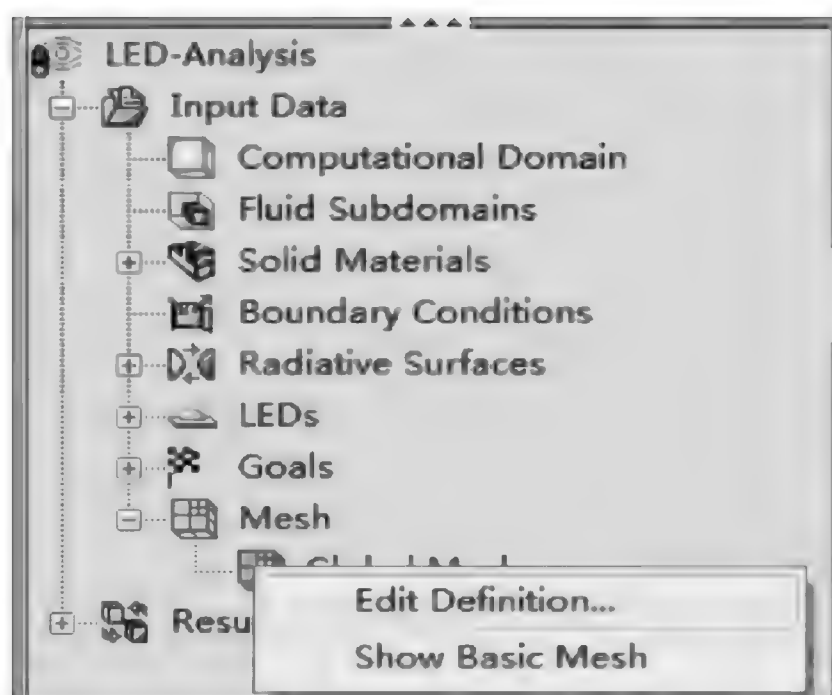 LED-Analysis
Input Data
Computational Domain
Fluid Subdomains
Solid Materials
Boundary Conditions
Radiative Surfaces
LEDs
Goals
Mesh
Edit Definition...
Resu
Show Basic Mesh